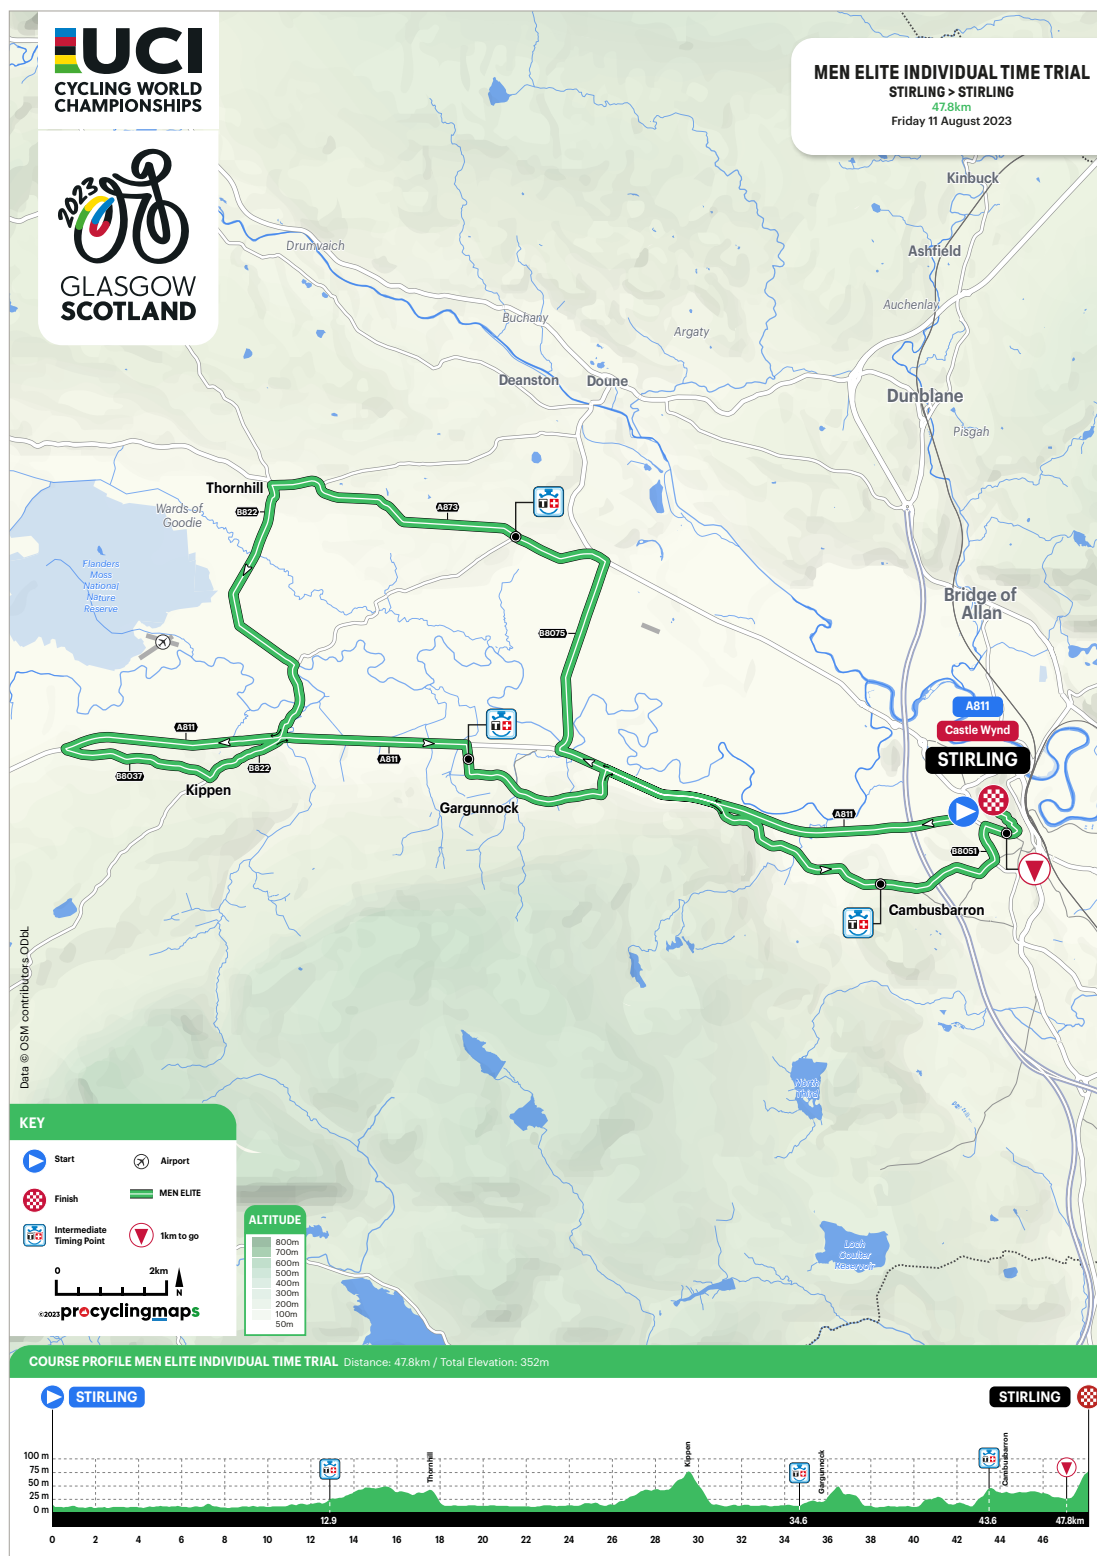 UCI
CYCLING WORLD
CHAMPIONSHIPS
2023
GLASGOW
SCOTLAND
MEN ELITE INDIVIDUAL TIME TRIAL
STIRLING > STIRLING
47.8km
Friday 11 August 2023
Kinbuck
Ashfield
Drumvaich
Auchenlay
Buchany
Argaty
Deanston
Doune
Dunblane
Pisgah
Thornhill
Wards of
Goodie
B822
A873
T
Flanders
Moss
National
Nature
Reserve
Bridge of
Allan
B8075
A811
Castle Wynd
STIRLING
A811
T
A811
B8037
B822
Kippen
Gargunnock
A811
B8051
Cambusbarron
T
North
Third
Loch
Coulter
Reservoir
Data © OSM contributors ODbL
KEY
Start
Airport
Finish
MEN ELITE
T
Intermediate
Timing Point
1km to go
0 2km
N
©2023 procyclingmaps
ALTITUDE
800m
700m
600m
500m
400m
300m
200m
100m
50m
COURSE PROFILE MEN ELITE INDIVIDUAL TIME TRIAL Distance: 47.8km / Total Elevation: 352m
STIRLING
STIRLING
100 m
75 m
50 m
25 m
0 m
T
Thornhill
Kippen
T
Gargunnock
T
Cambusbarron
12.9 34.6 43.6 47.8km
0 2 4 6 8 10 12 14 16 18 20 22 24 26 28 30 32 34 36 38 40 42 44 46